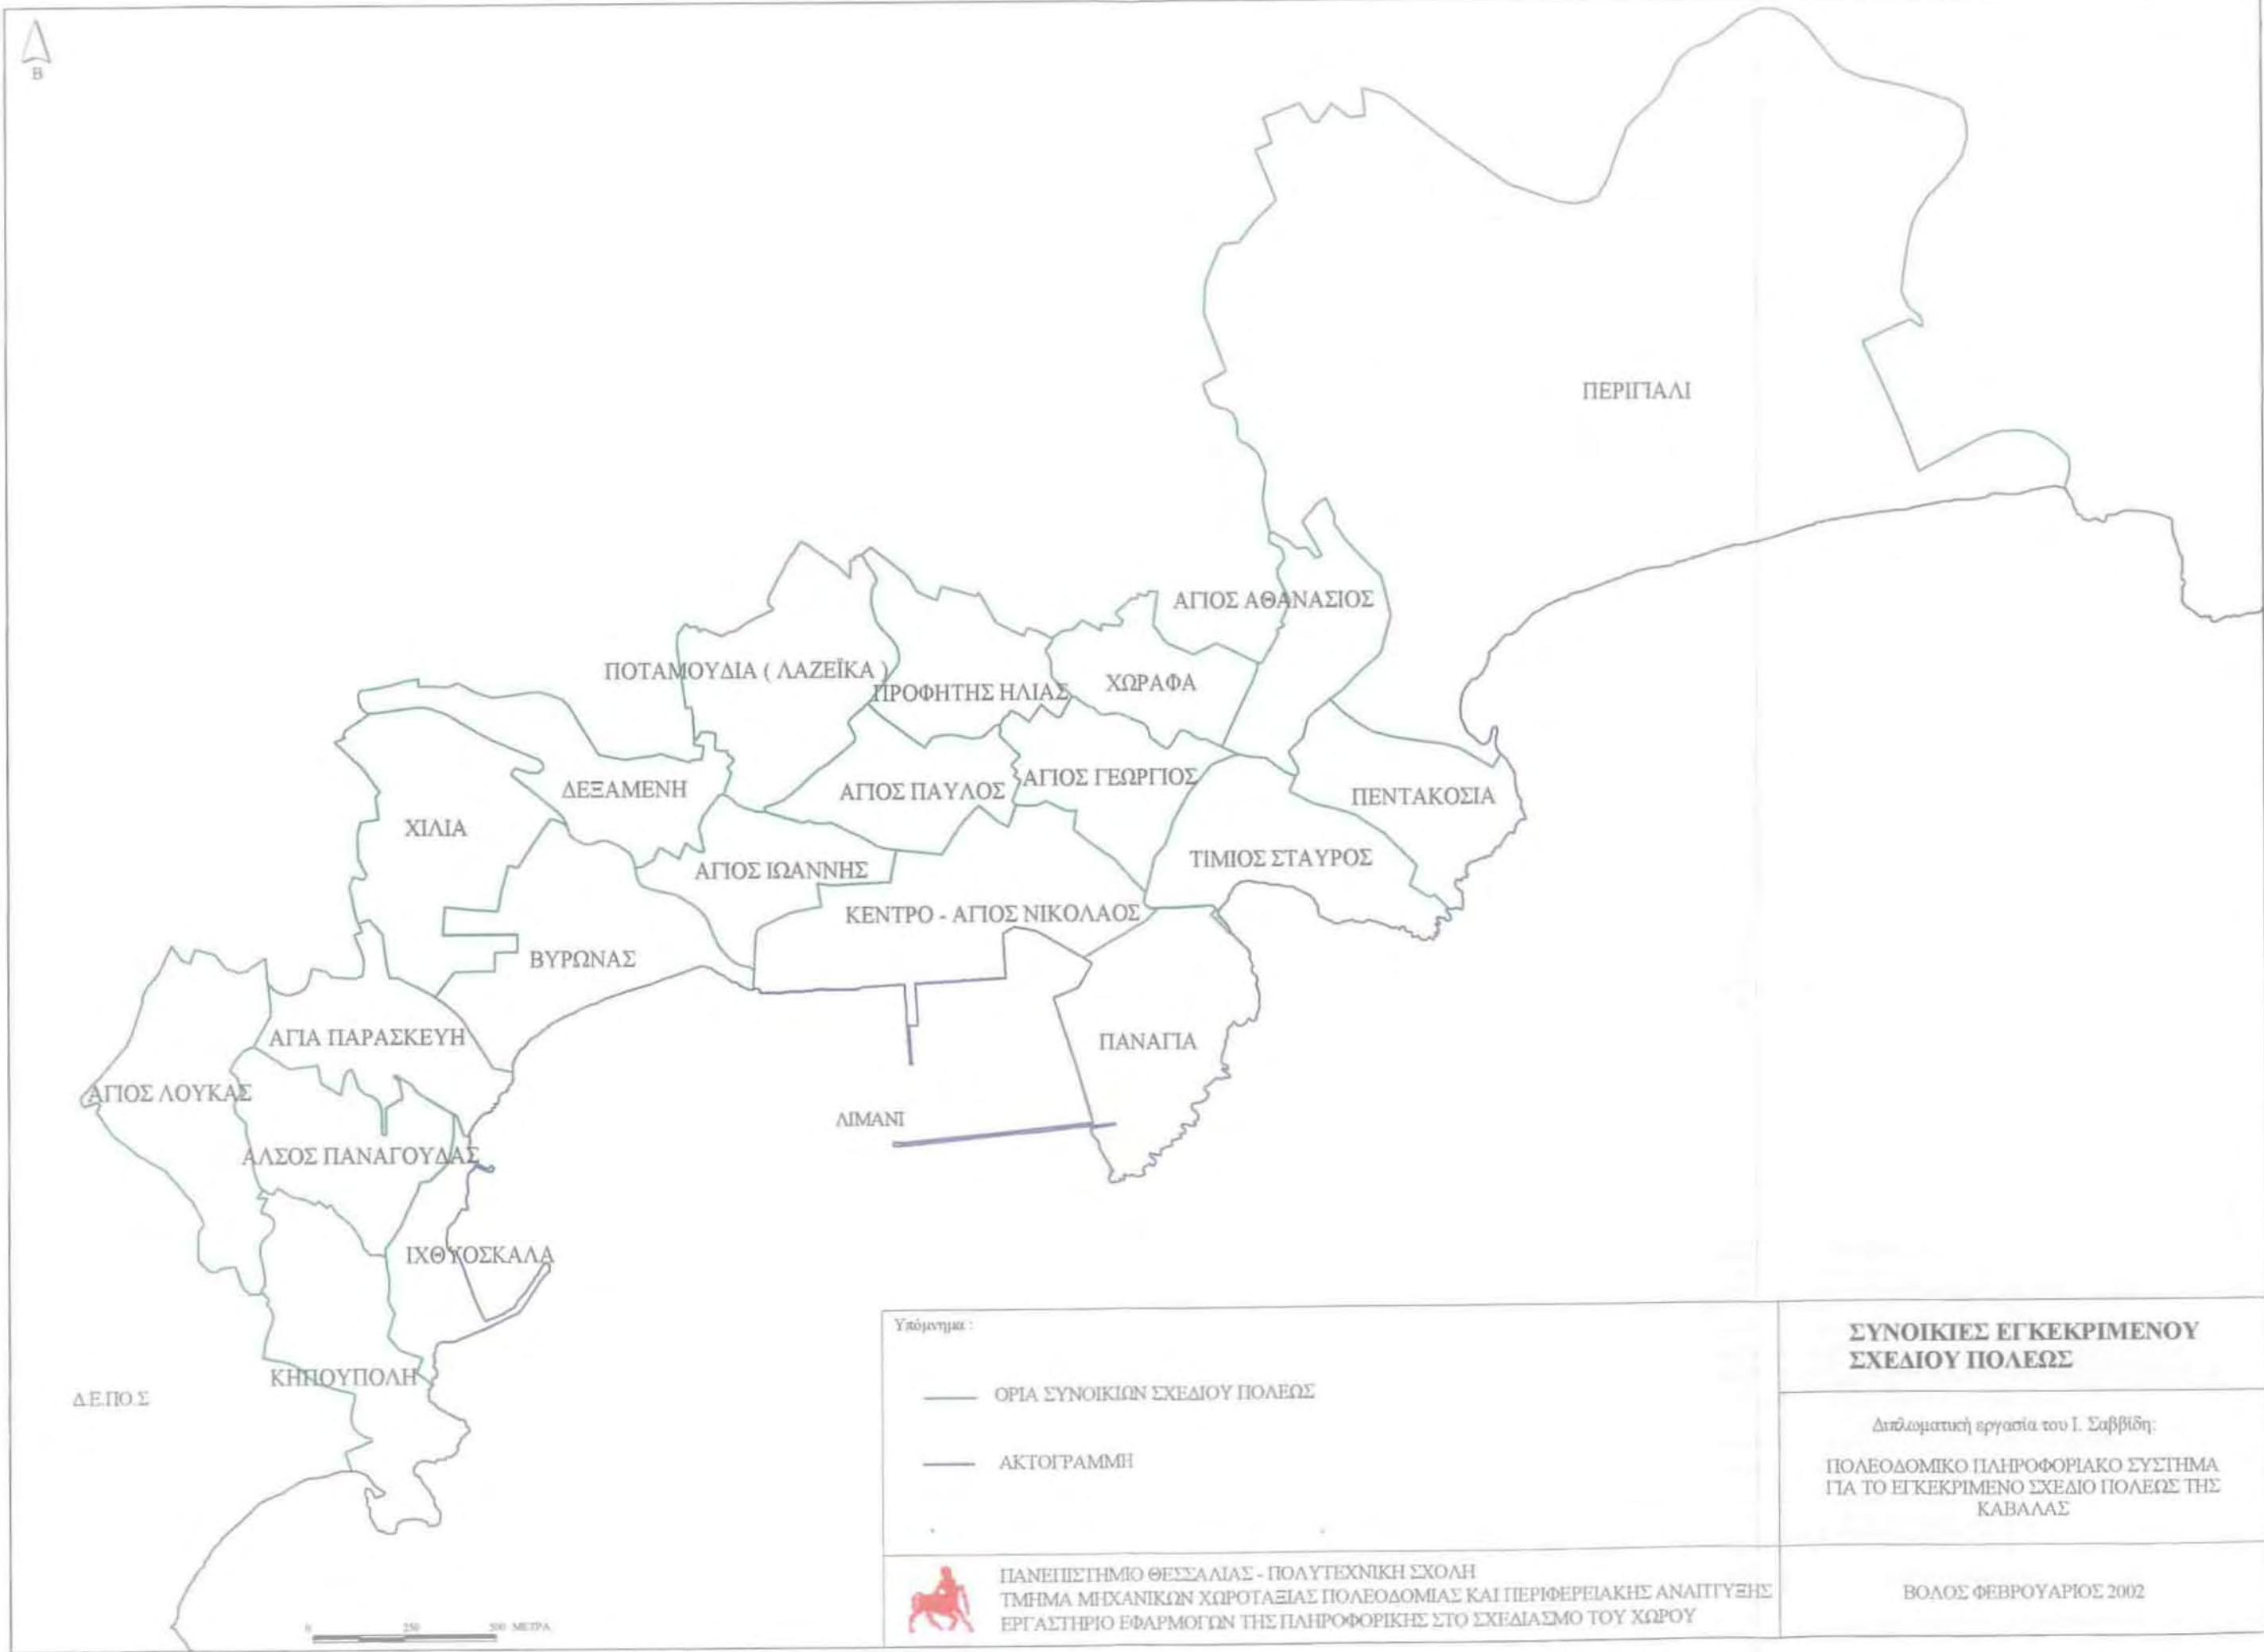 Β
ΠΕΡΙΓΙΑΛΙ
ΑΓΙΟΣ ΑΘΑΝΑΣΙΟΣ
ΠΟΤΑΜΟΥΔΙΑ ( ΛΑΖΕΪΚΑ )
ΠΡΟΦΗΤΗΣ ΗΛΙΑΣ
ΧΩΡΑΦΑ
ΔΕΞΑΜΕΝΗ
ΑΓΙΟΣ ΠΑΥΛΟΣ
ΑΓΙΟΣ ΓΕΩΡΓΙΟΣ
ΠΕΝΤΑΚΟΣΙΑ
ΧΙΛΙΑ
ΑΓΙΟΣ ΙΩΑΝΝΗΣ
ΤΙΜΙΟΣ ΣΤΑΥΡΟΣ
ΚΕΝΤΡΟ - ΑΓΙΟΣ ΝΙΚΟΛΑΟΣ
ΒΥΡΩΝΑΣ
ΑΓΙΑ ΠΑΡΑΣΚΕΥΗ
ΠΑΝΑΓΙΑ
ΑΓΙΟΣ ΛΟΥΚΑΣ
ΛΙΜΑΝΙ
ΑΛΣΟΣ ΠΑΝΑΓΟΥΔΑΣ
ΙΧΘΥΟΣΚΑΛΑ
ΚΗΠΟΥΠΟΛΗ
Δ.Ε.ΠΟ.Σ
0 250 500 ΜΕΤΡΑ
Υπόμνημα :
ΟΡΙΑ ΣΥΝΟΙΚΙΩΝ ΣΧΕΔΙΟΥ ΠΟΛΕΩΣ
ΑΚΤΟΓΡΑΜΜΗ
ΣΥΝΟΙΚΙΕΣ ΕΓΚΕΚΡΙΜΕΝΟΥ
ΣΧΕΔΙΟΥ ΠΟΛΕΩΣ
Διπλωματική εργασία του Ι. Σαββίδη:
ΠΟΛΕΟΔΟΜΙΚΟ ΠΛΗΡΟΦΟΡΙΑΚΟ ΣΥΣΤΗΜΑ
ΓΙΑ ΤΟ ΕΓΚΕΚΡΙΜΕΝΟ ΣΧΕΔΙΟ ΠΟΛΕΩΣ ΤΗΣ
ΚΑΒΑΛΑΣ
ΠΑΝΕΠΙΣΤΗΜΙΟ ΘΕΣΣΑΛΙΑΣ - ΠΟΛΥΤΕΧΝΙΚΗ ΣΧΟΛΗ
ΤΜΗΜΑ ΜΗΧΑΝΙΚΩΝ ΧΩΡΟΤΑΞΙΑΣ ΠΟΛΕΟΔΟΜΙΑΣ ΚΑΙ ΠΕΡΙΦΕΡΕΙΑΚΗΣ ΑΝΑΠΤΥΞΗΣ
ΕΡΓΑΣΤΗΡΙΟ ΕΦΑΡΜΟΓΩΝ ΤΗΣ ΠΛΗΡΟΦΟΡΙΚΗΣ ΣΤΟ ΣΧΕΔΙΑΣΜΟ ΤΟΥ ΧΩΡΟΥ
ΒΟΛΟΣ ΦΕΒΡΟΥΑΡΙΟΣ 2002